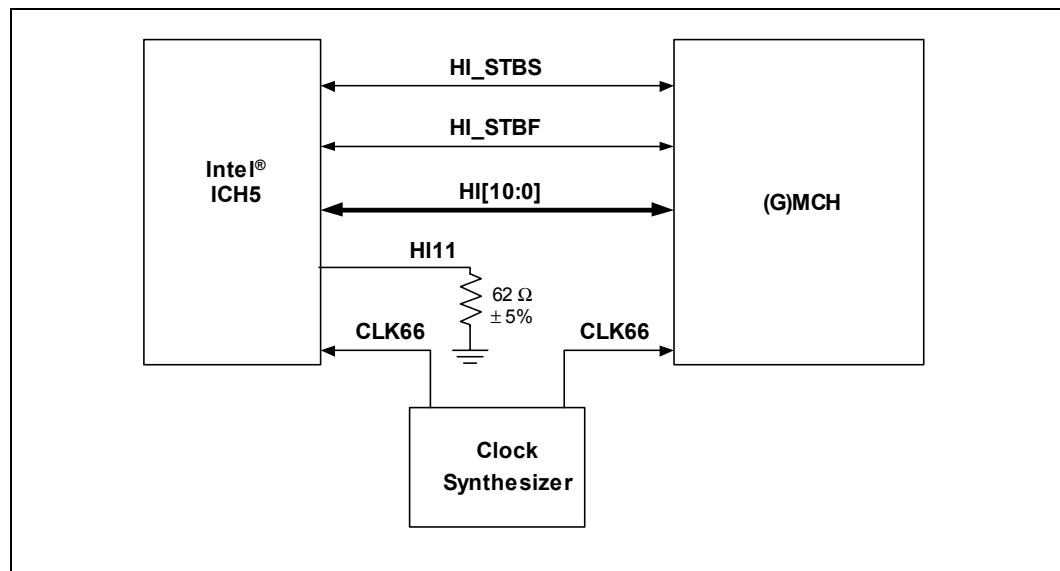 HI_STBS
HI_STBF
Intel®
ICH5
HI[10:0]
(G)MCH
HI11
62 Ω
± 5%
CLK66
CLK66
Clock
Synthesizer